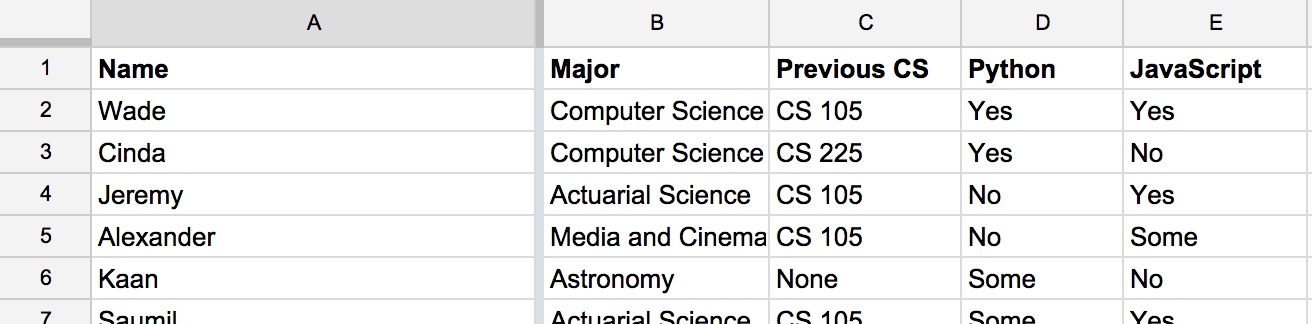 A B C D E
1 Name Major Previous CS Python JavaScript
2 Wade Computer Science CS 105 Yes Yes
3 Cinda Computer Science CS 225 Yes No
4 Jeremy Actuarial Science CS 105 No Yes
5 Alexander Media and Cinema CS 105 No Some
6 Kaan Astronomy None Some No
7 Saumil Actuarial Science CS 105 Some Yes